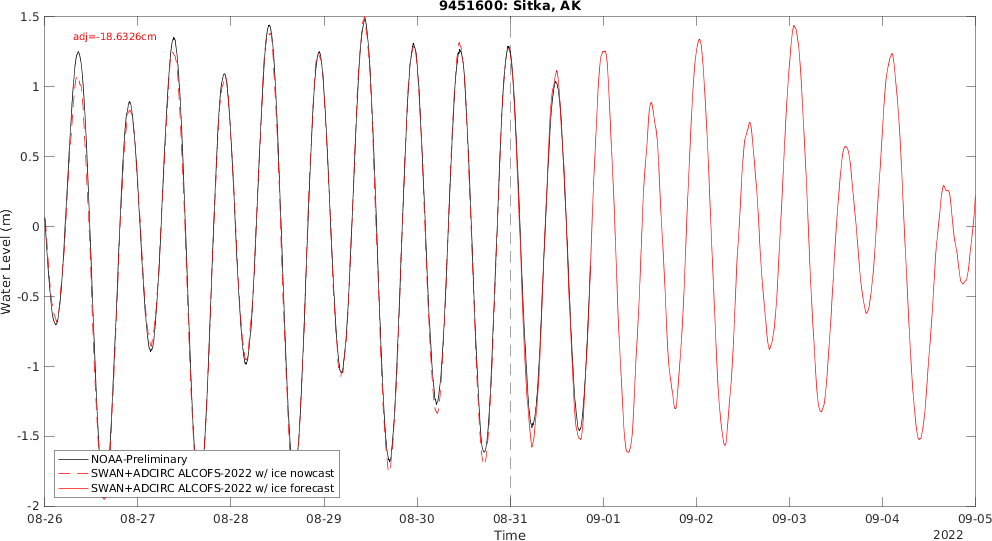 9451600: Sitka, AK
adj=-18.6326cm
1.5
1
0.5
0
-0.5
-1
-1.5
-2
Water Level (m)
NOAA-Preliminary
SWAN+ADCIRC ALCOFS-2022 w/ ice nowcast
SWAN+ADCIRC ALCOFS-2022 w/ ice forecast
08-26 08-27 08-28 08-29 08-30 08-31 09-01 09-02 09-03 09-04 09-05
Time
2022